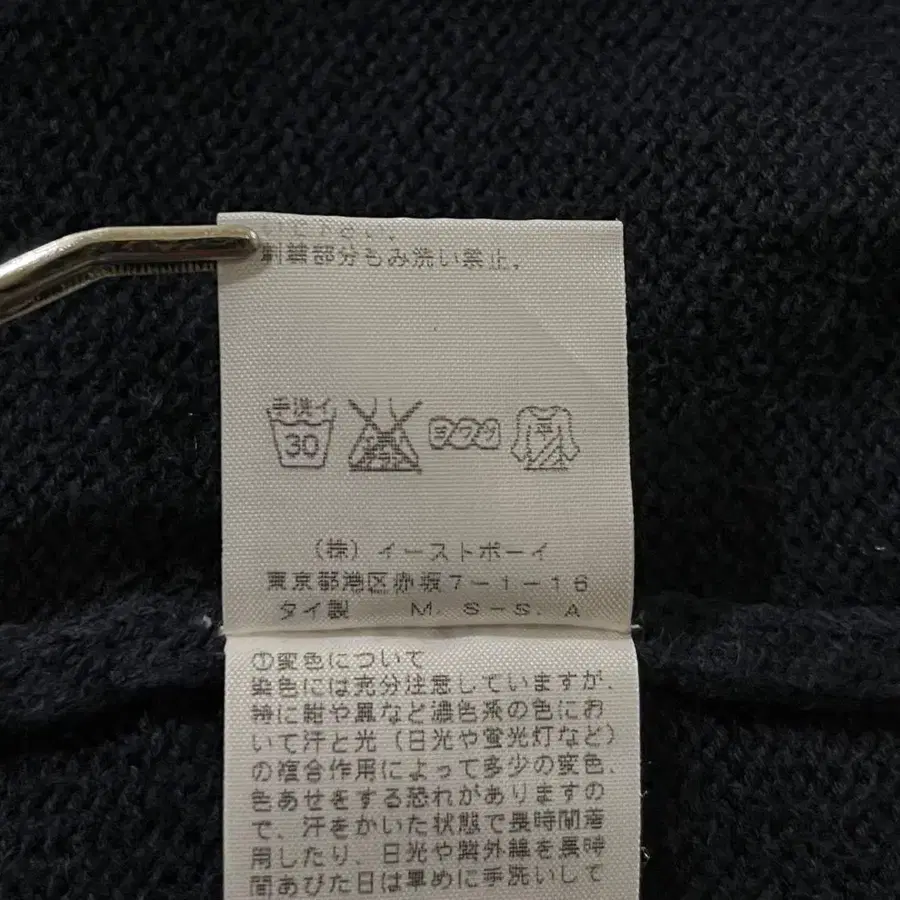 下さい。
刺繍部分もみ洗い禁止。
手洗イ
30
ヨワク
平
(株)イーストボーイ
東京都港区赤坂7-1-16
タイ製 M.S-S.A
①変色について
染色には充分注意していますが、
特に紺や黒など濃色系の色にお
いて汗と光(日光や蛍光灯など)
の複合作用によって多少の変色、
色あせをする恐れがありますの
で、汗をかいた状態で長時間着
用したり、日光や紫外線を長時
間あびた日は早めに手洗いして